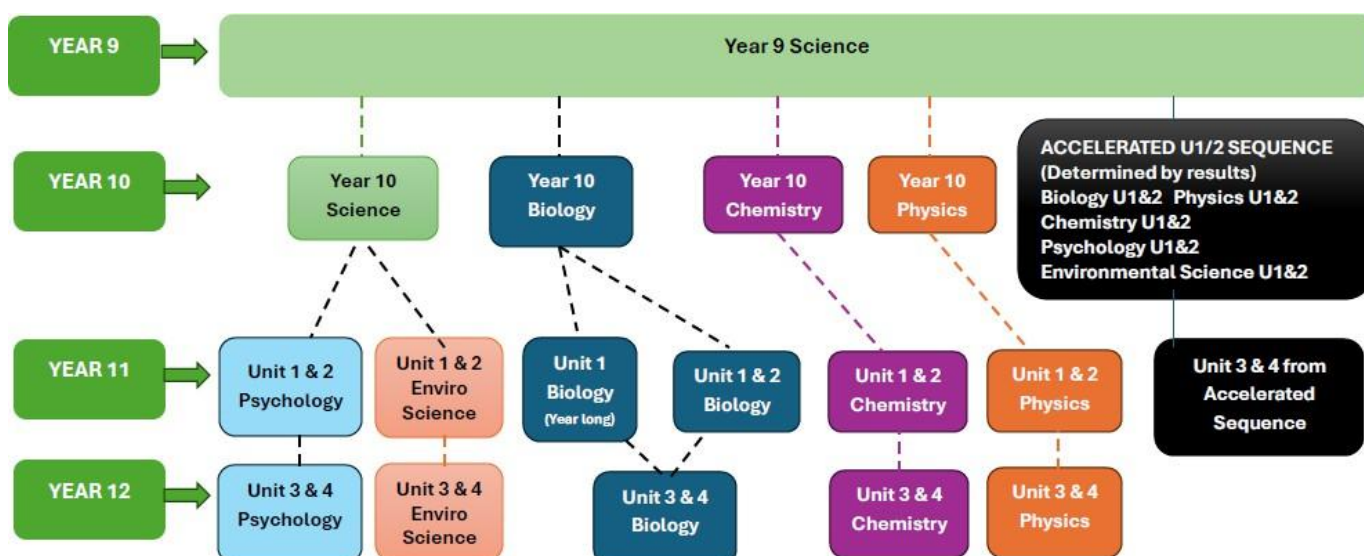 YEAR 9
Year 9 Science
YEAR 10
Year 10
Science
Year 10
Biology
Year 10
Chemistry
Year 10
Physics
ACCELERATED U1/2 SEQUENCE
(Determined by results)
Biology U1&2 Physics U1&2
Chemistry U1&2
Psychology U1&2
Environmental Science U1&2
YEAR 11
Unit 1 & 2
Psychology
Unit 1 & 2
Enviro
Science
Unit 1
Biology
(Year long)
Unit 1 & 2
Biology
Unit 1 & 2
Chemistry
Unit 1 & 2
Physics
Unit 3 & 4 from
Accelerated
Sequence
YEAR 12
Unit 3 & 4
Psychology
Unit 3 & 4
Enviro
Science
Unit 3 & 4
Biology
Unit 3 & 4
Chemistry
Unit 3 & 4
Physics